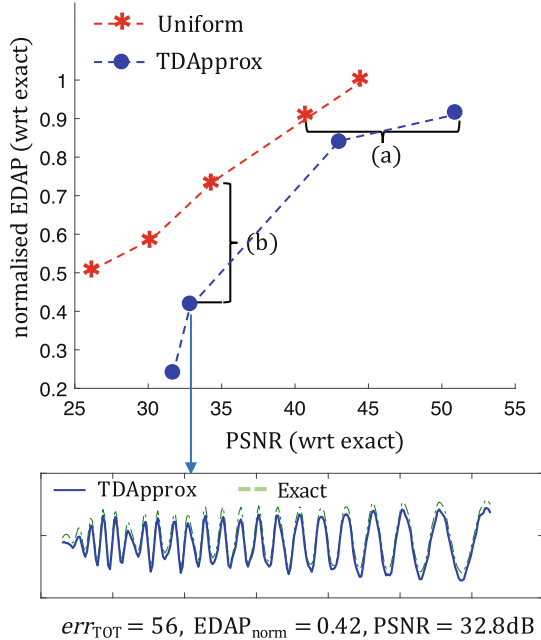 Uniform
TDApprox
normalised EDAP (wrt exact)
1
0.9
0.8
0.7
0.6
0.5
0.4
0.3
0.2
(a)
(b)
25 30 35 40 45 50 55
PSNR (wrt exact)
TDApprox Exact
errTOT = 56, EDAPnorm = 0.42, PSNR = 32.8dB